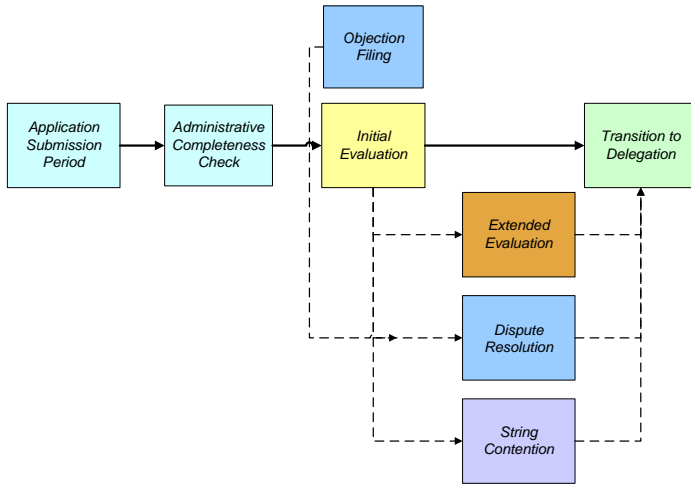 Objection
Filing
Application
Submission
Period
Administrative
Completeness
Check
Initial
Evaluation
Transition to
Delegation
Extended
Evaluation
Dispute
Resolution
String
Contention